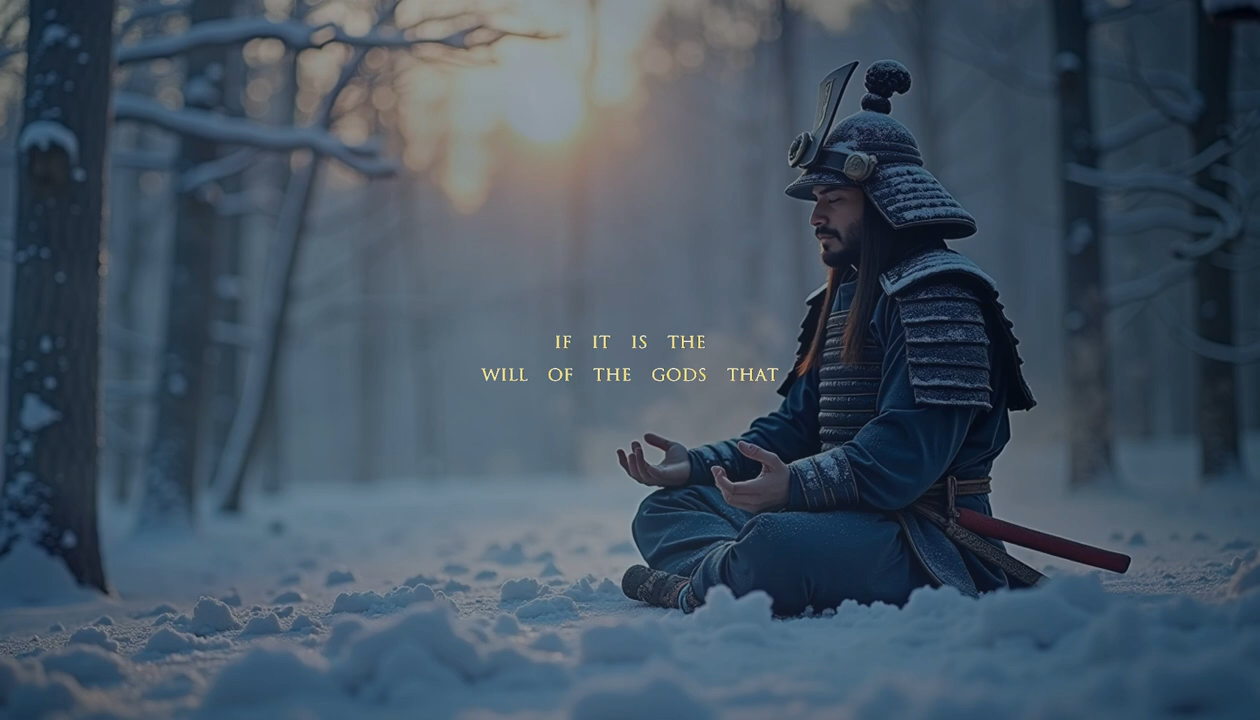 IF IT IS THE
WILL OF THE GODS THAT